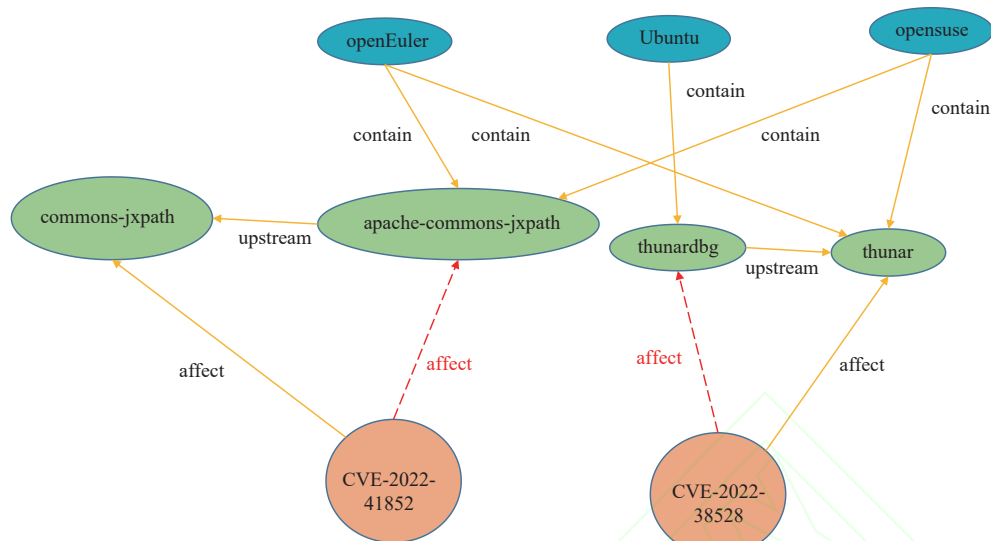 openEuler
Ubuntu
opensuse
contain
contain
contain
contain
contain
commons-jxpath
upstream
apache-commons-jxpath
thunardbg
upstream
thunar
affect
affect
affect
affect
CVE-2022-
41852
CVE-2022-
38528